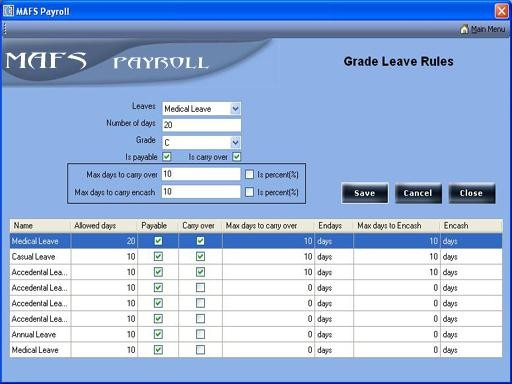 MAFS Payroll
Main Menu
MAFS PAYROLL
Grade Leave Rules
Leaves Medical Leave
Number of days 20
Grade C
Is payable Is carry over
Max days to carry over 10 Is percent(%)
Max days to carry encash 10 Is percent(%)
Save Cancel Close
Name Allowed days Payable Carry over Max days to carry over Endays Max days to Encash Encash
Medical Leave 20 10 days 10 days
Casual Leave 10 10 days 10 days
Accedental Lea... 10 10 days 10 days
Accedental Lea... 10 0 days 0 days
Accedental Lea... 10 0 days 0 days
Accedental Lea... 10 0 days 0 days
Annual Leave 10 0 days 0 days
Medical Leave 10 0 days 0 days